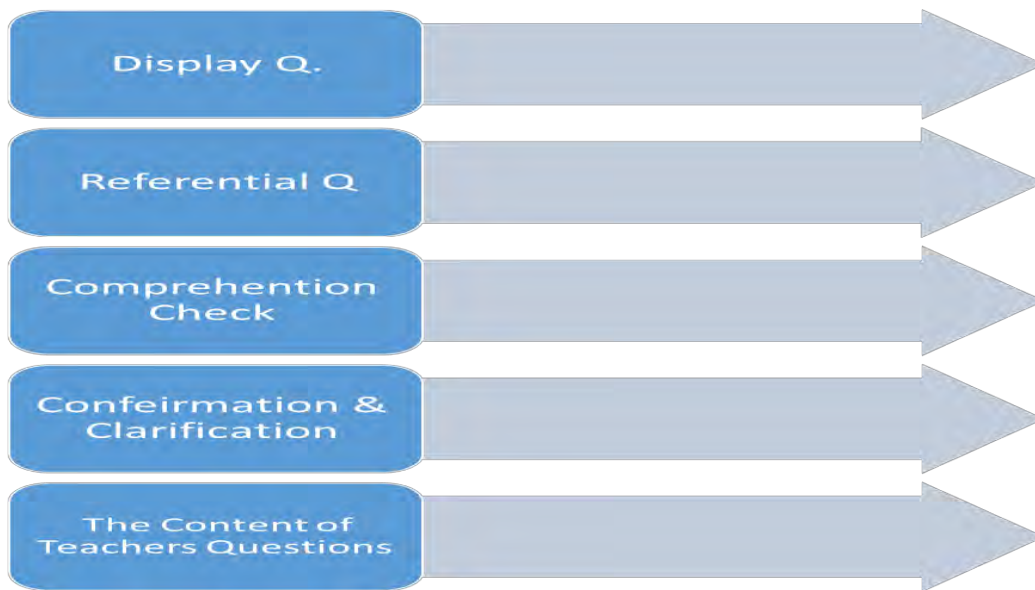 Display Q.
Referential Q
Comprehention
Check
Confeirmation &
Clarification
The Content of
Teachers Questions